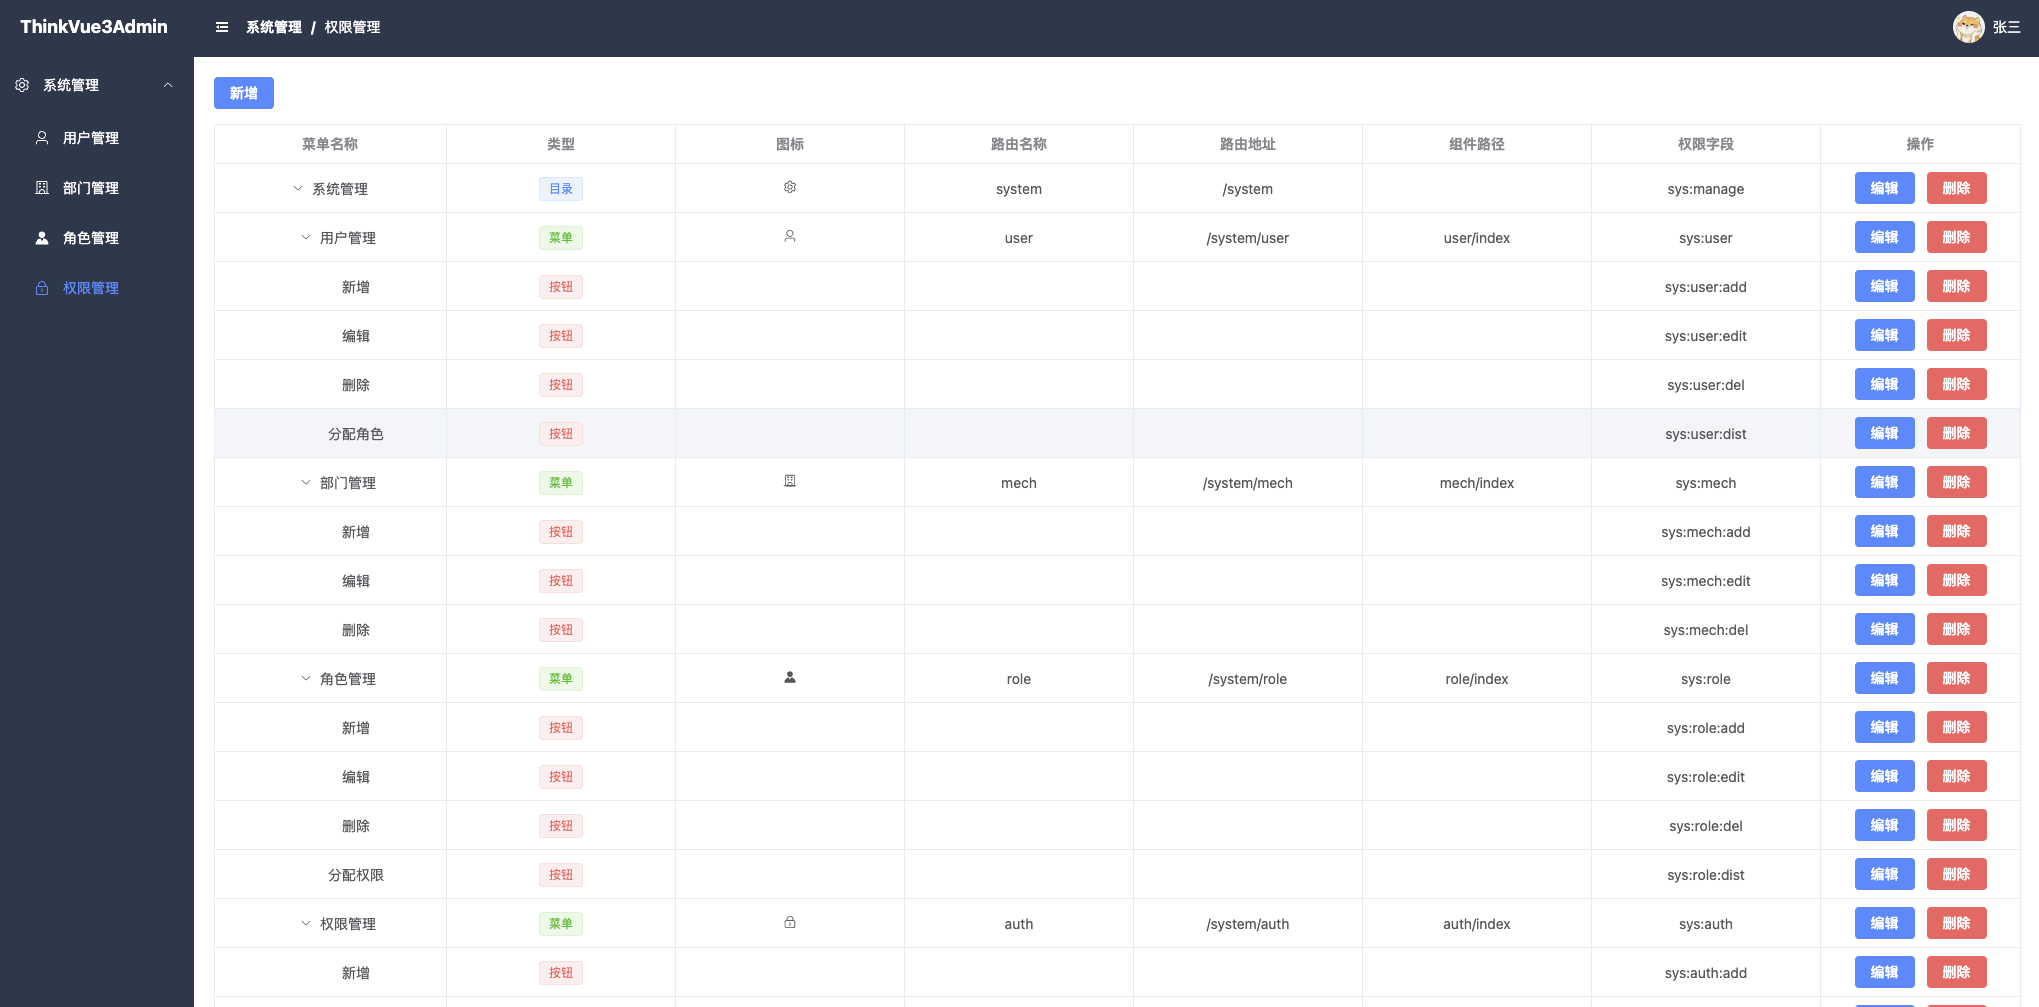 ThinkVue3Admin 系统管理 / 权限管理 张三
系统管理
用户管理
部门管理
角色管理
权限管理
新增
菜单名称 类型 图标 路由名称 路由地址 组件路径 权限字段 操作
系统管理 目录 system /system sys:manage 编辑 删除
用户管理 菜单 user /system/user user/index sys:user 编辑 删除
新增 按钮 sys:user:add 编辑 删除
编辑 按钮 sys:user:edit 编辑 删除
删除 按钮 sys:user:del 编辑 删除
分配角色 按钮 sys:user:dist 编辑 删除
部门管理 菜单 mech /system/mech mech/index sys:mech 编辑 删除
新增 按钮 sys:mech:add 编辑 删除
编辑 按钮 sys:mech:edit 编辑 删除
删除 按钮 sys:mech:del 编辑 删除
角色管理 菜单 role /system/role role/index sys:role 编辑 删除
新增 按钮 sys:role:add 编辑 删除
编辑 按钮 sys:role:edit 编辑 删除
删除 按钮 sys:role:del 编辑 删除
分配权限 按钮 sys:role:dist 编辑 删除
权限管理 菜单 auth /system/auth auth/index sys:auth 编辑 删除
新增 按钮 sys:auth:add 编辑 删除